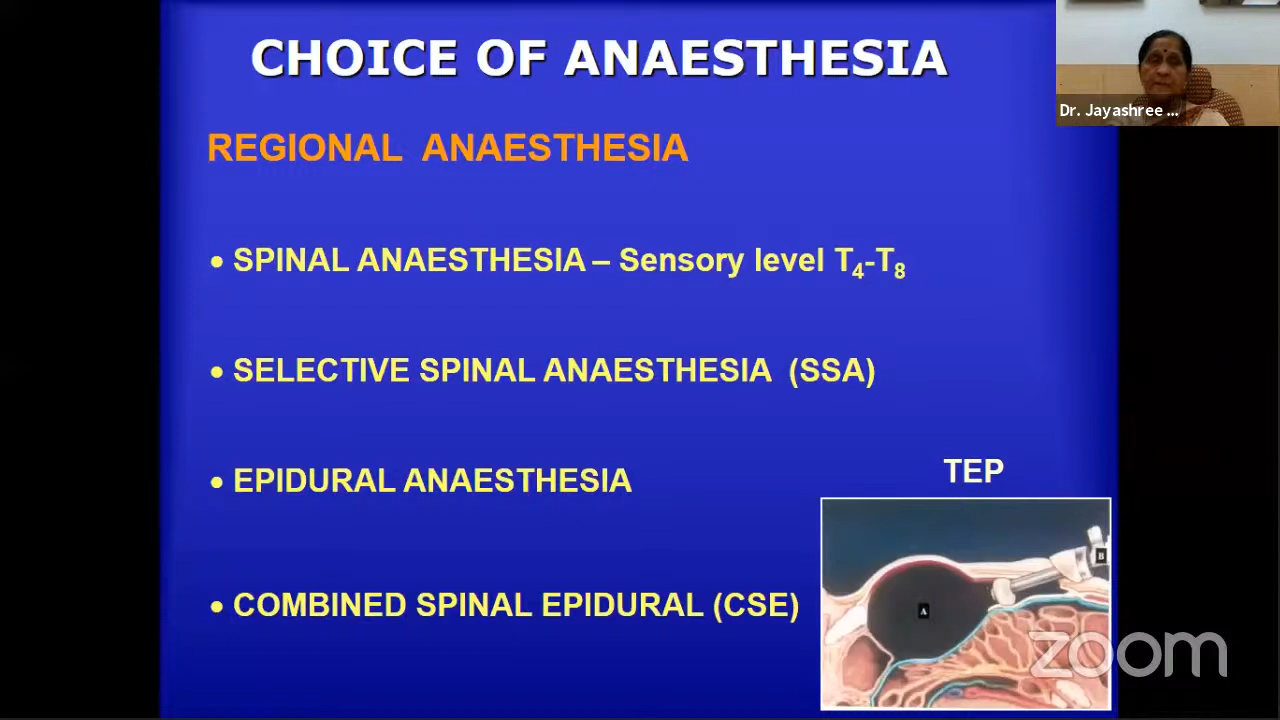 CHOICE OF ANAESTHESIA
Dr. Jayashree ...
REGIONAL ANAESTHESIA
• SPINAL ANAESTHESIA – Sensory level T₄-T₈
• SELECTIVE SPINAL ANAESTHESIA (SSA)
• EPIDURAL ANAESTHESIA
TEP
B
A
• COMBINED SPINAL EPIDURAL (CSE)
zoom